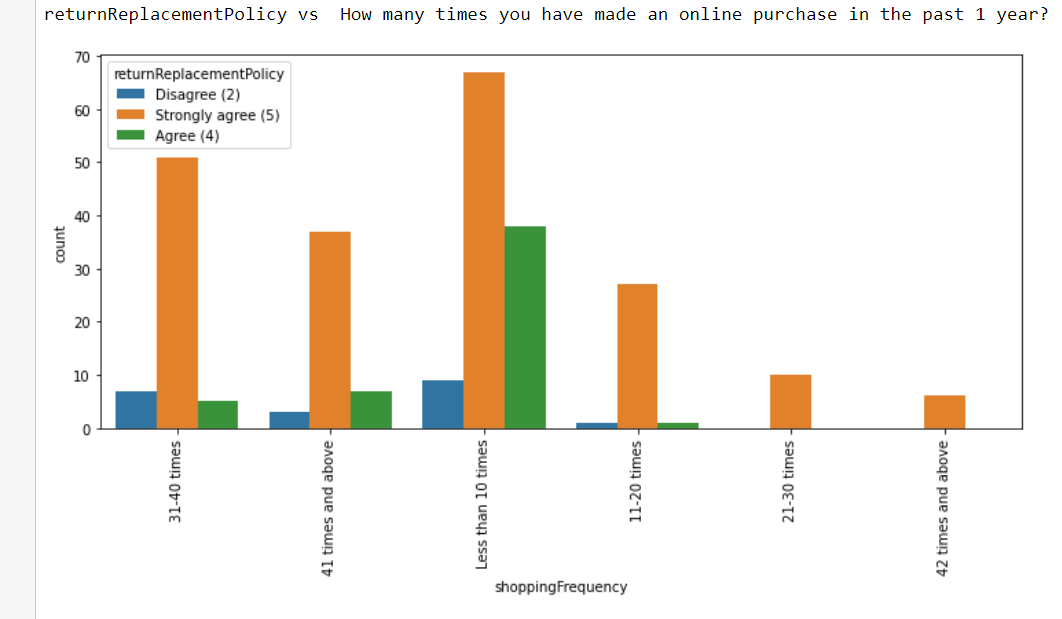 returnReplacementPolicy vs  How many times you have made an online purchase in the past 1 year?
returnReplacementPolicy
Disagree (2)
Strongly agree (5)
Agree (4)
70
60
50
40
30
20
10
0
count
31-40 times
41 times and above
Less than 10 times
11-20 times
21-30 times
42 times and above
shoppingFrequency